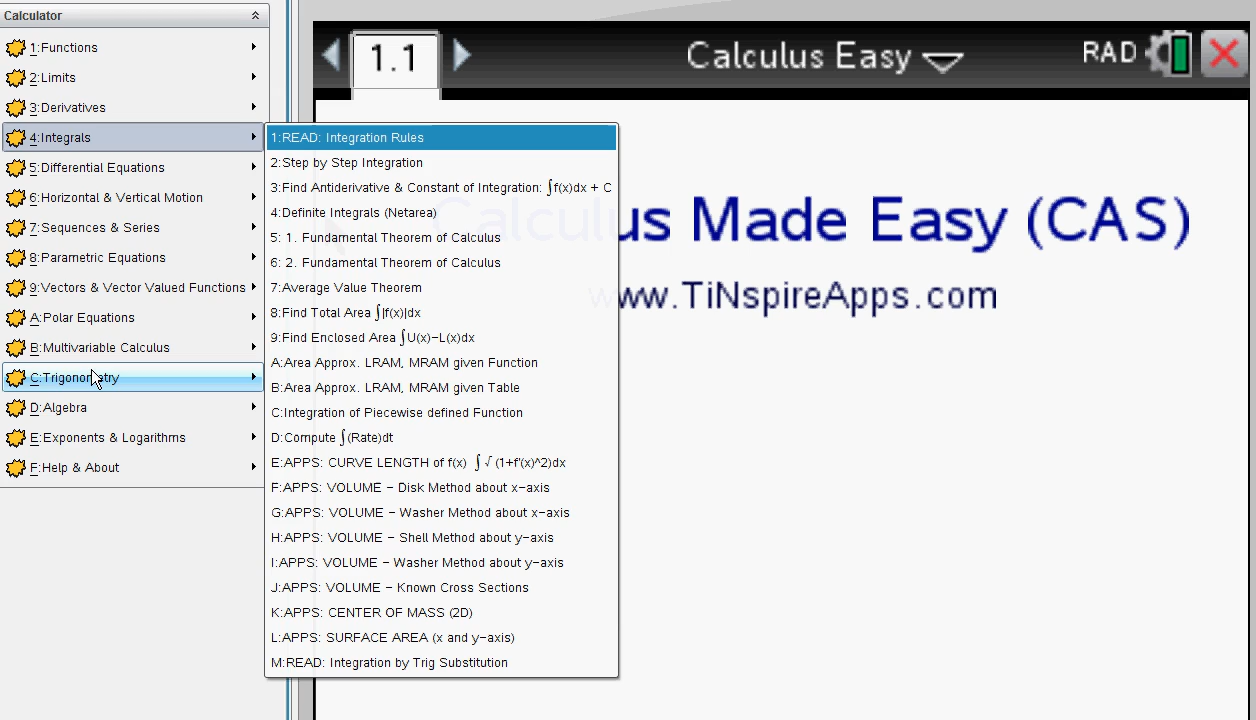 Calculator
1:Functions
2:Limits
3:Derivatives
4:Integrals
5:Differential Equations
6:Horizontal & Vertical Motion
7:Sequences & Series
8:Parametric Equations
9:Vectors & Vector Valued Functions
A:Polar Equations
B:Multivariable Calculus
C:Trigonometry
D:Algebra
E:Exponents & Logarithms
F:Help & About
1:READ: Integration Rules
2:Step by Step Integration
3:Find Antiderivative & Constant of Integration: ∫f(x)dx + C
4:Definite Integrals (Netarea)
5: 1. Fundamental Theorem of Calculus
6: 2. Fundamental Theorem of Calculus
7:Average Value Theorem
8:Find Total Area ∫|f(x)|dx
9:Find Enclosed Area ∫U(x)-L(x)dx
A:Area Approx. LRAM, MRAM given Function
B:Area Approx. LRAM, MRAM given Table
C:Integration of Piecewise defined Function
D:Compute ∫(Rate)dt
E:APPS: CURVE LENGTH of f(x) ∫√(1+f'(x)^2)dx
F:APPS: VOLUME - Disk Method about x-axis
G:APPS: VOLUME - Washer Method about x-axis
H:APPS: VOLUME - Shell Method about y-axis
I:APPS: VOLUME - Washer Method about y-axis
J:APPS: VOLUME - Known Cross Sections
K:APPS: CENTER OF MASS (2D)
L:APPS: SURFACE AREA (x and y-axis)
M:READ: Integration by Trig Substitution
1.1
Calculus Easy
RAD
Calculus Made Easy (CAS)
www.TiNspireApps.com